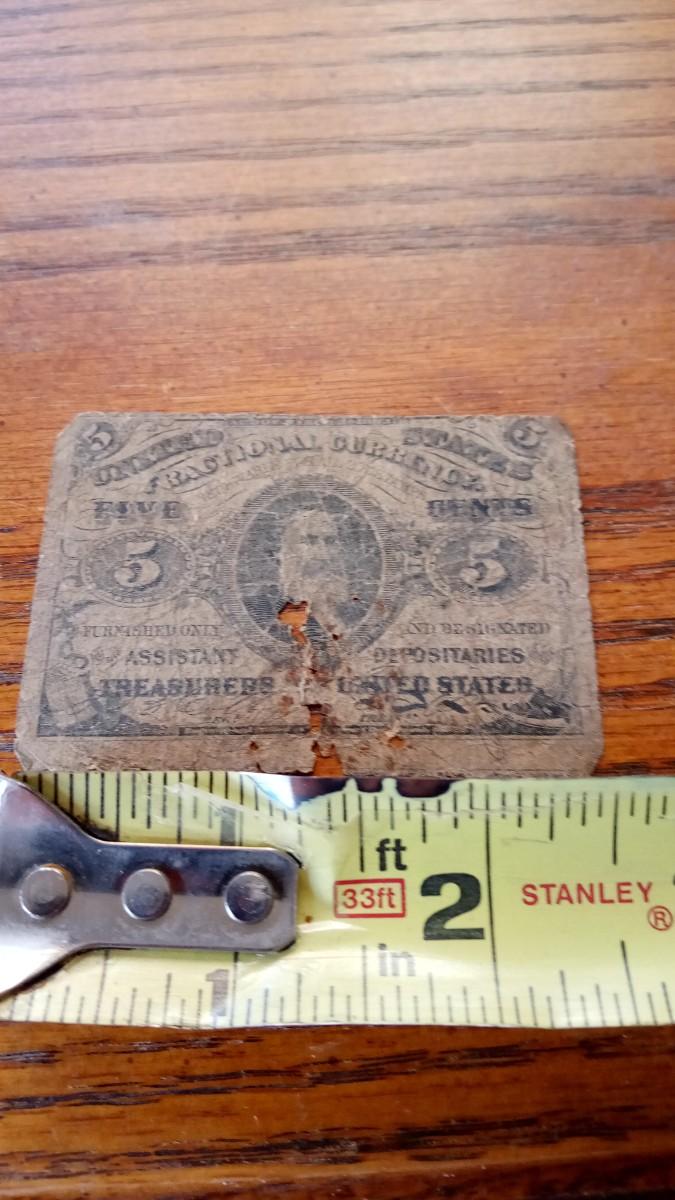 5 5
UNITED STATES
FRACTIONAL CURRENCY
FIVE CENTS
5 5
FURNISHED ONLY AND DESIGNATED
ASSISTANT DEPOSITARIES
TREASURERS UNITED STATES
1 ft
33ft 2 STANLEY ®
1 in